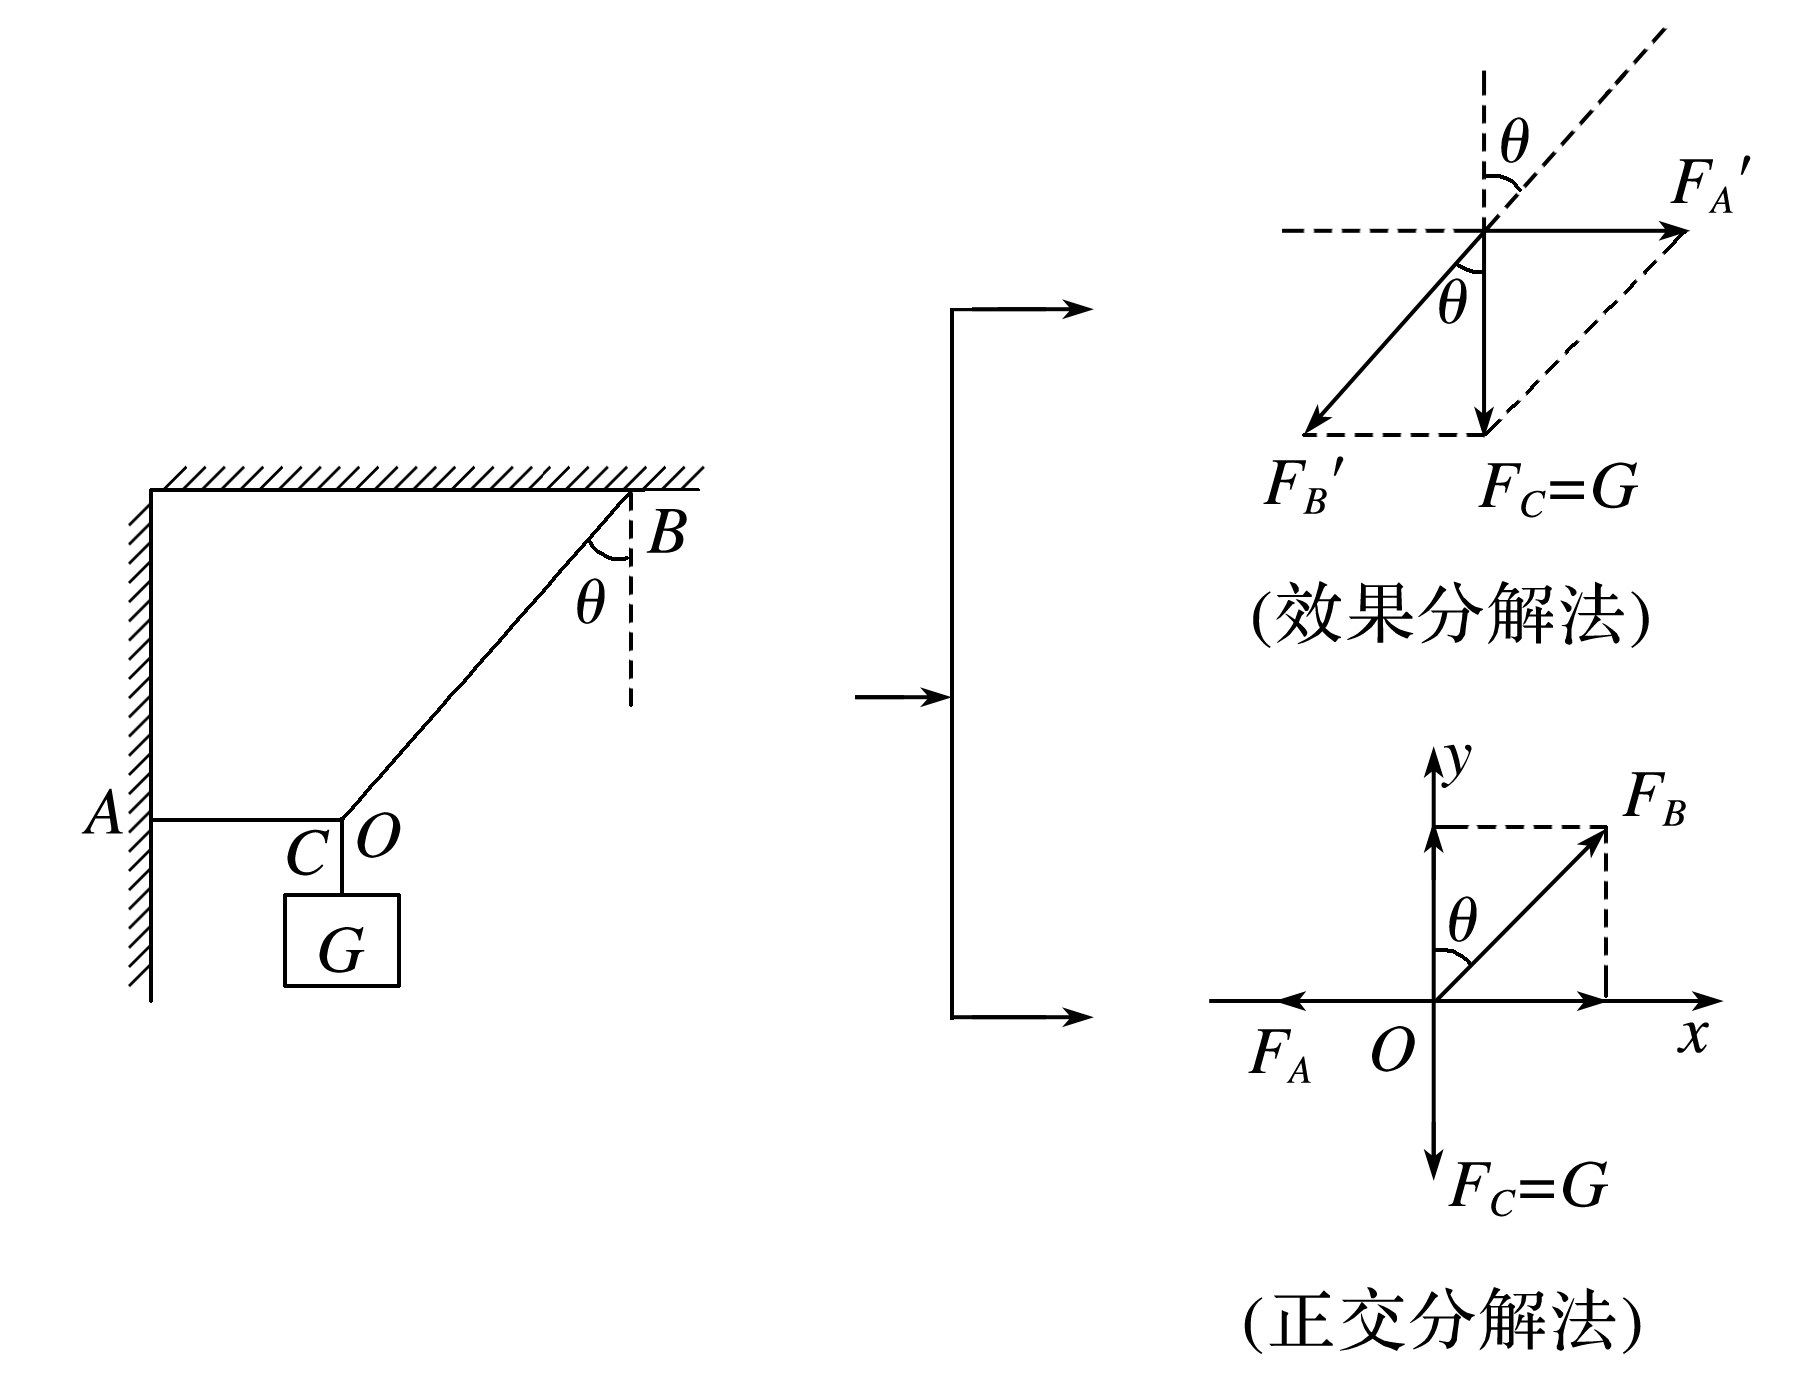 B
θ
A
C
O
G
θ
F_A′
θ
F_B′
F_C=G
(效果分解法)
y
F_B
θ
F_A
O
x
F_C=G
(正交分解法)